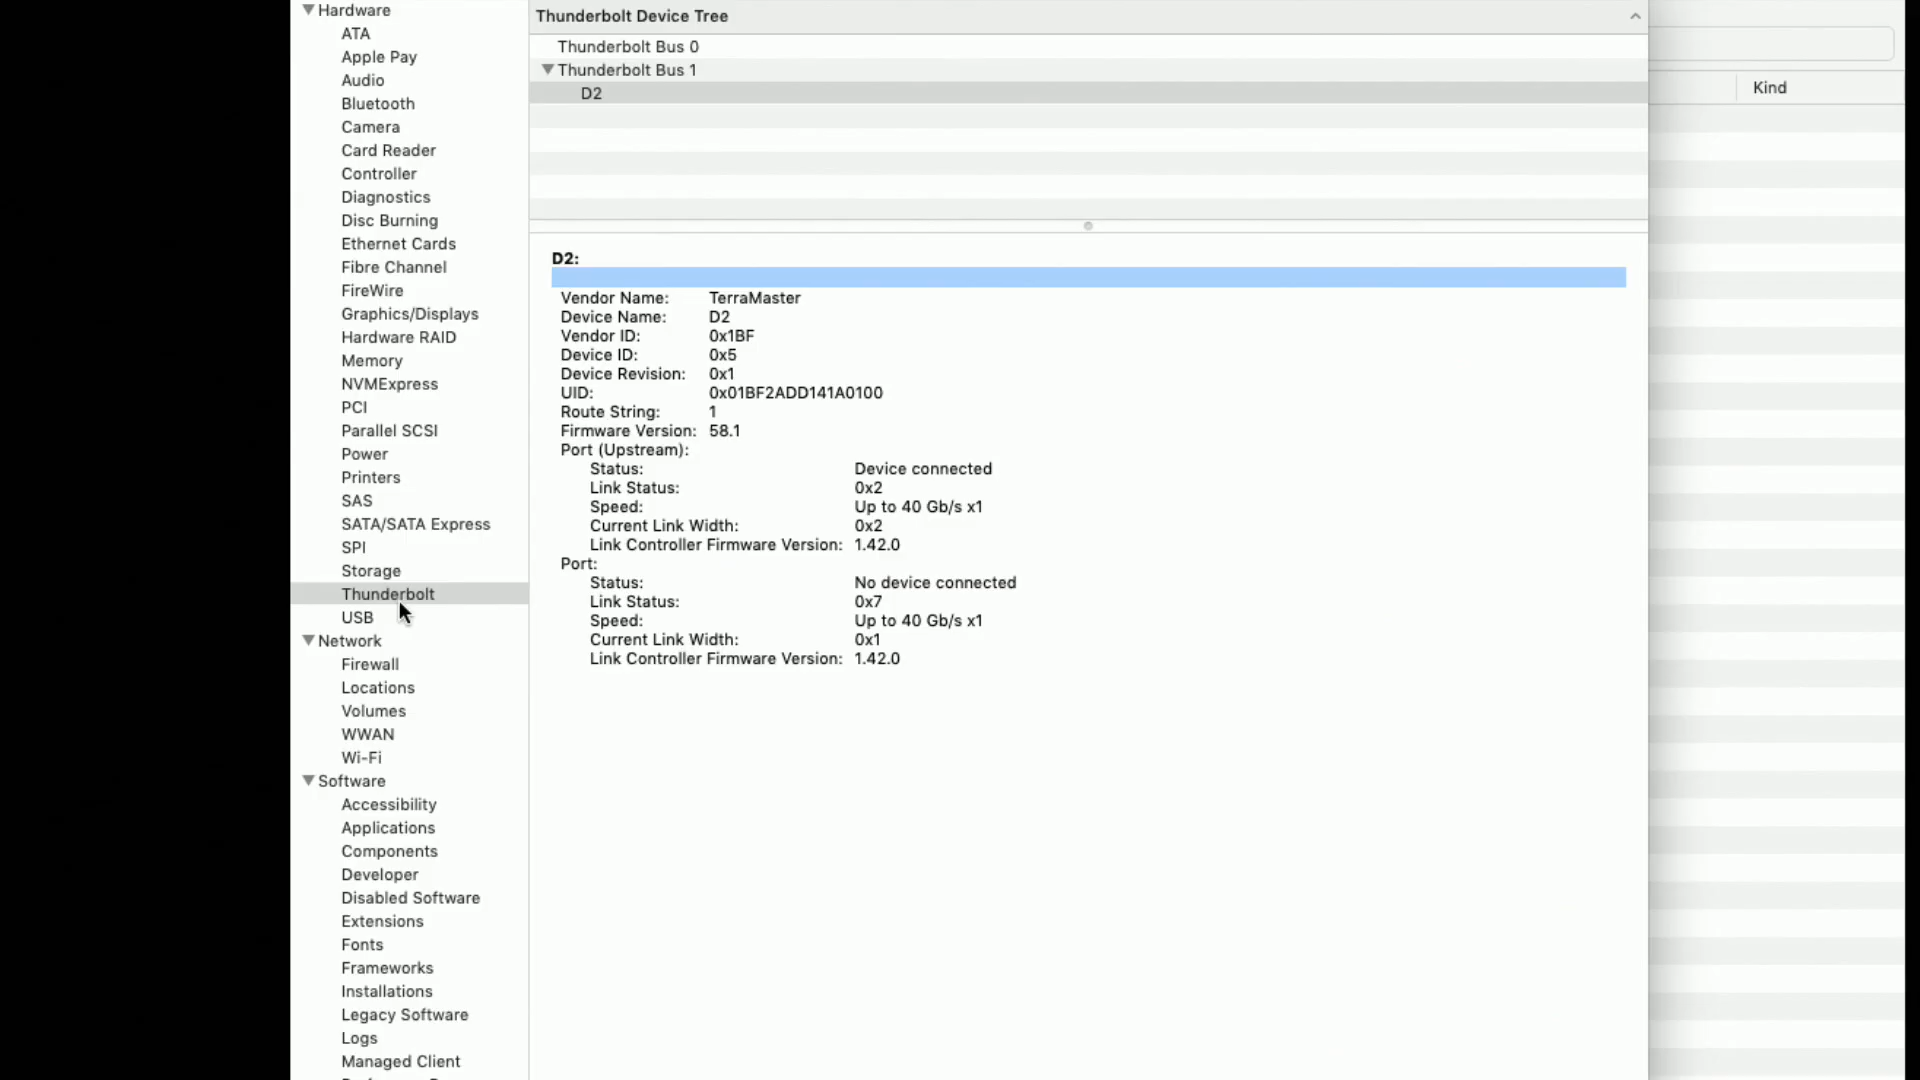 Hardware
ATA
Apple Pay
Audio
Bluetooth
Camera
Card Reader
Controller
Diagnostics
Disc Burning
Ethernet Cards
Fibre Channel
FireWire
Graphics/Displays
Hardware RAID
Memory
NVMExpress
PCI
Parallel SCSI
Power
Printers
SAS
SATA/SATA Express
SPI
Storage
Thunderbolt
USB
Network
Firewall
Locations
Volumes
WWAN
Wi-Fi
Software
Accessibility
Applications
Components
Developer
Disabled Software
Extensions
Fonts
Frameworks
Installations
Legacy Software
Logs
Managed Client
Thunderbolt Device Tree
Thunderbolt Bus 0
Thunderbolt Bus 1
D2
D2:
Vendor Name: TerraMaster
Device Name: D2
Vendor ID: 0x1BF
Device ID: 0x5
Device Revision: 0x1
UID: 0x01BF2ADD141A0100
Route String: 1
Firmware Version: 58.1
Port (Upstream):
Status: Device connected
Link Status: 0x2
Speed: Up to 40 Gb/s x1
Current Link Width: 0x2
Link Controller Firmware Version: 1.42.0
Port:
Status: No device connected
Link Status: 0x7
Speed: Up to 40 Gb/s x1
Current Link Width: 0x1
Link Controller Firmware Version: 1.42.0
Kind